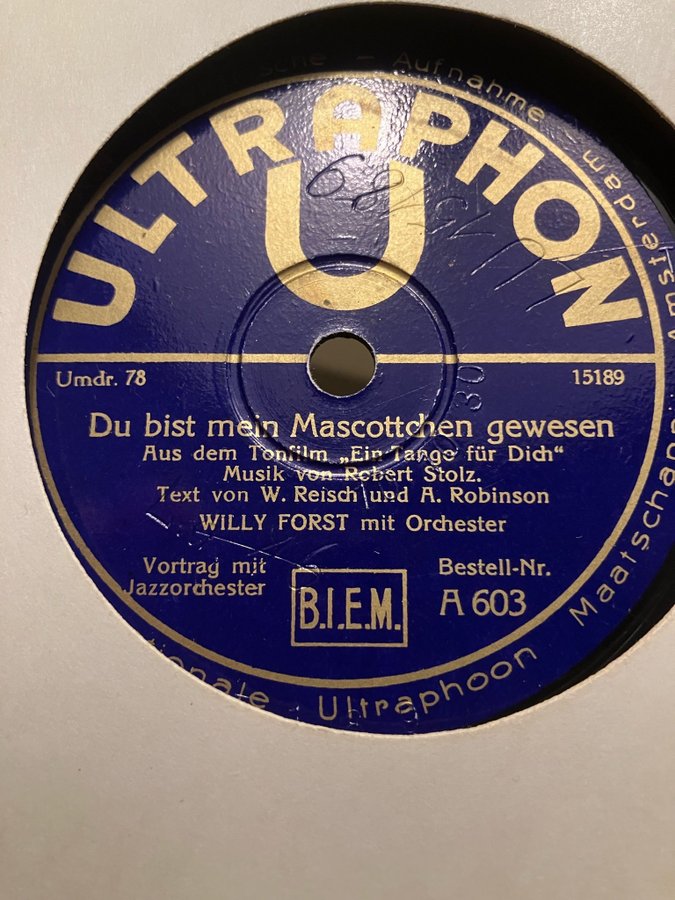 Aufnahme - Amsterdam
ULTRAPHON
U
Umdr. 78
15189
Du bist mein Mascottchen gewesen
Aus dem Tonfilm „Ein Tango für Dich“
Musik von Robert Stolz.
Text von W. Reisch und A. Robinson
WILLY FORST mit Orchester
Vortrag mit
Jazzorchester
B.I.E.M.
Bestell-Nr.
A 603
Ultraphoon